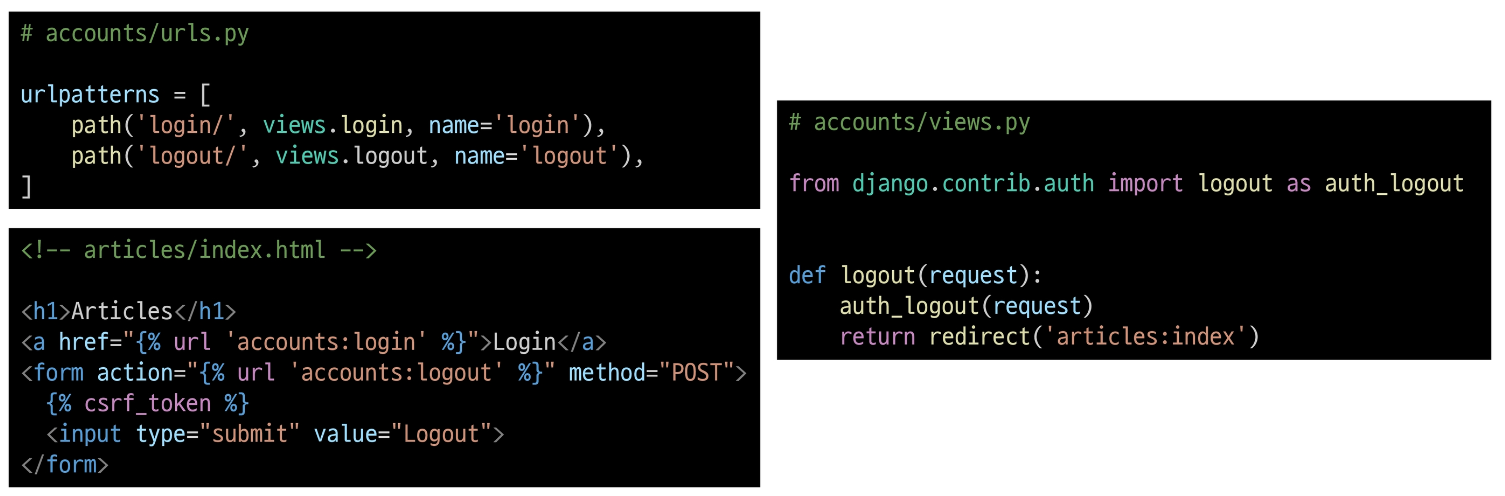 # accounts/urls.py
urlpatterns = [
    path('login/', views.login, name='login'),
    path('logout/', views.logout, name='logout'),
]
<!-- articles/index.html -->
<h1>Articles</h1>
<a href="{% url 'accounts:login' %}">Login</a>
<form action="{% url 'accounts:logout' %}" method="POST">
  {% csrf_token %}
  <input type="submit" value="Logout">
</form>
# accounts/views.py
from django.contrib.auth import logout as auth_logout
def logout(request):
    auth_logout(request)
    return redirect('articles:index')